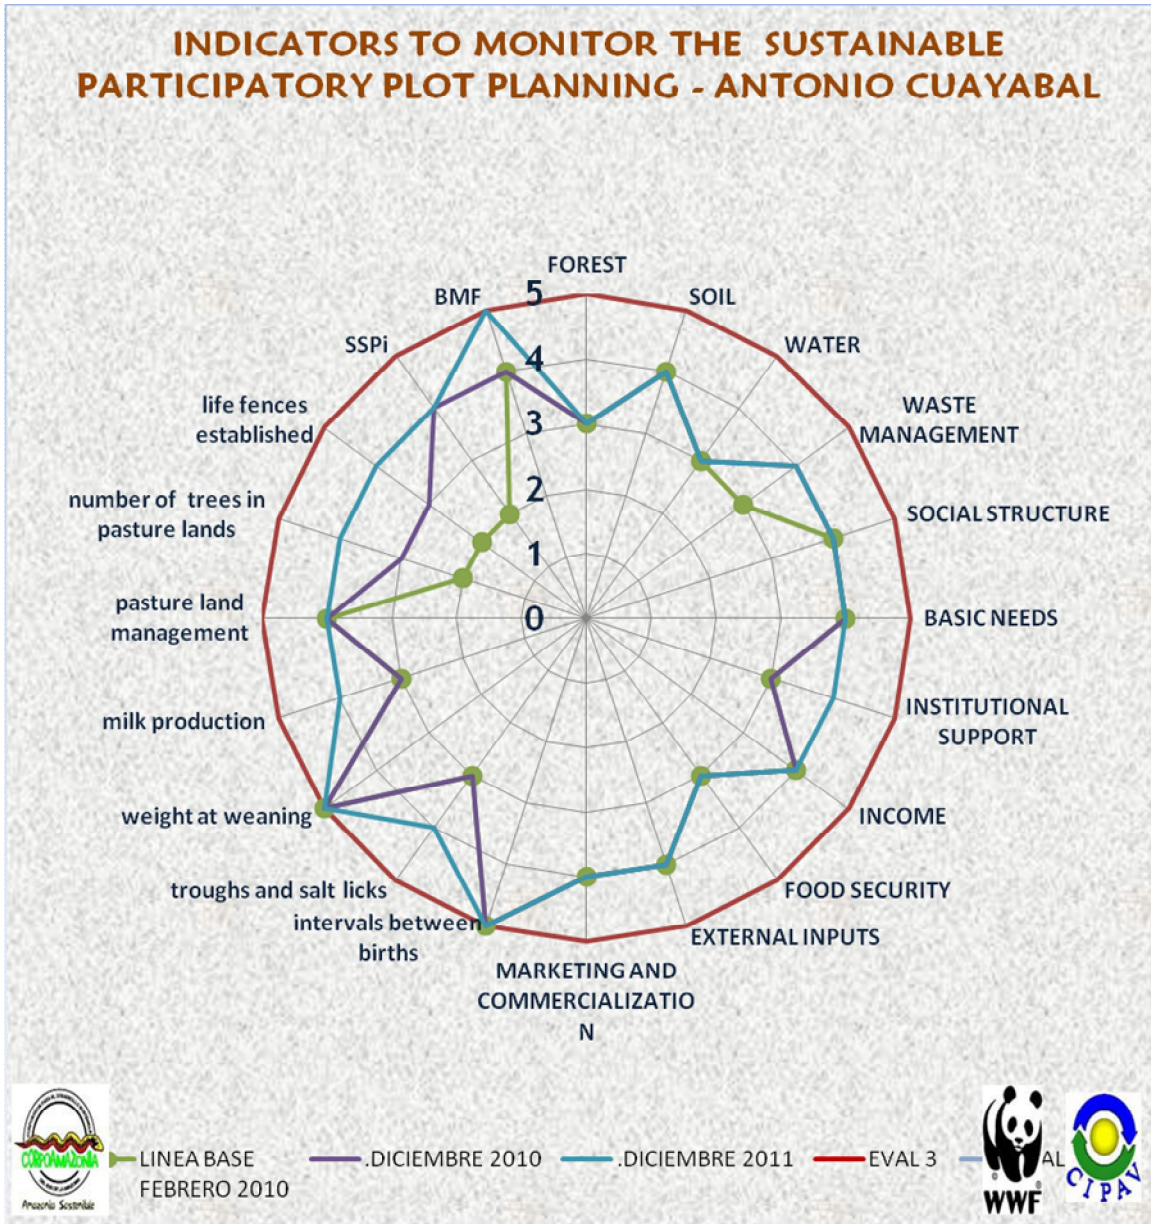 INDICATORS TO MONITOR THE SUSTAINABLE
PARTICIPATORY PLOT PLANNING - ANTONIO CUAYABAL
FOREST
SOIL
WATER
WASTE
MANAGEMENT
SOCIAL STRUCTURE
BASIC NEEDS
INSTITUTIONAL
SUPPORT
INCOME
FOOD SECURITY
EXTERNAL INPUTS
MARKETING AND
COMMERCIALIZATIO
N
intervals between
births
troughs and salt licks
weight at weaning
milk production
pasture land
management
number of trees in
pasture lands
life fences
established
SSPi
BMF
5
4
3
2
1
0
LINEA BASE
FEBRERO 2010
.DICIEMBRE 2010
.DICIEMBRE 2011
EVAL 3
AL
CORPOAMAZONIA
Amazonia Sostenible
WWF
CIPAV